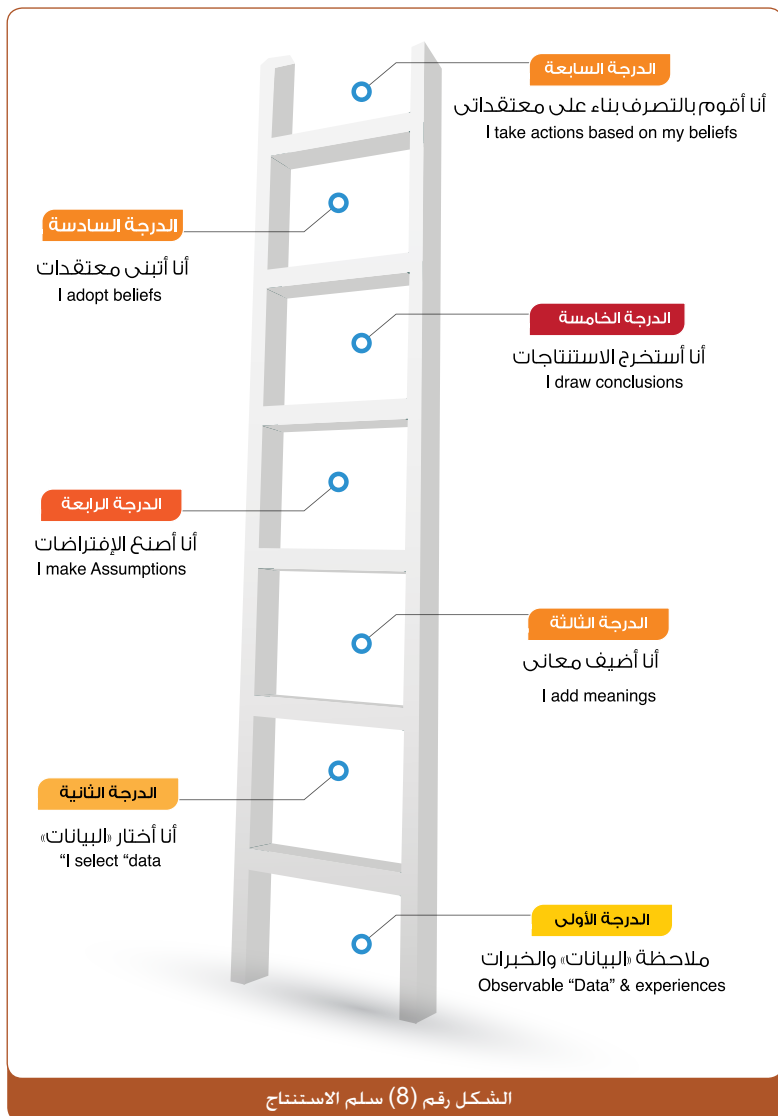 الدرجة السابعة
أنا أقوم بالتصرف بناء على معتقداتى
I take actions based on my beliefs
الدرجة السادسة
أنا أتبنى معتقدات
I adopt beliefs
الدرجة الخامسة
أنا أستخرج الاستنتاجات
I draw conclusions
الدرجة الرابعة
أنا أصنع الإفتراضات
I make Assumptions
الدرجة الثالثة
أنا أضيف معانى
I add meanings
الدرجة الثانية
أنا أختار «البيانات»
“I select “data
الدرجة الأولى
ملاحظة «البيانات» والخبرات
Observable “Data” & experiences
الشكل رقم (8) سلم الاستنتاج